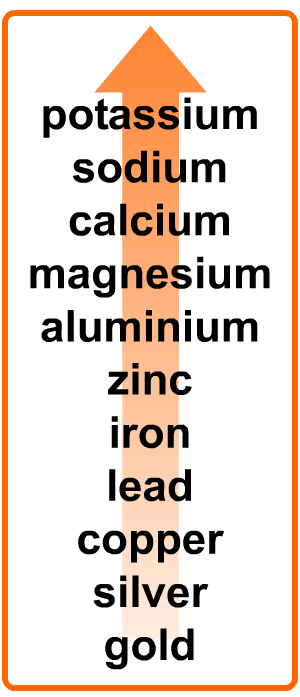 potassium
sodium
calcium
magnesium
aluminium
zinc
iron
lead
copper
silver
gold